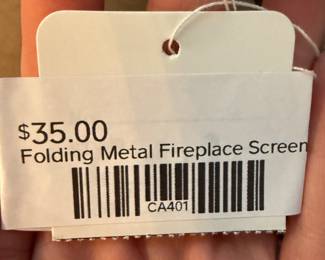 $35.00
Folding Metal Fireplace Screen
CA401